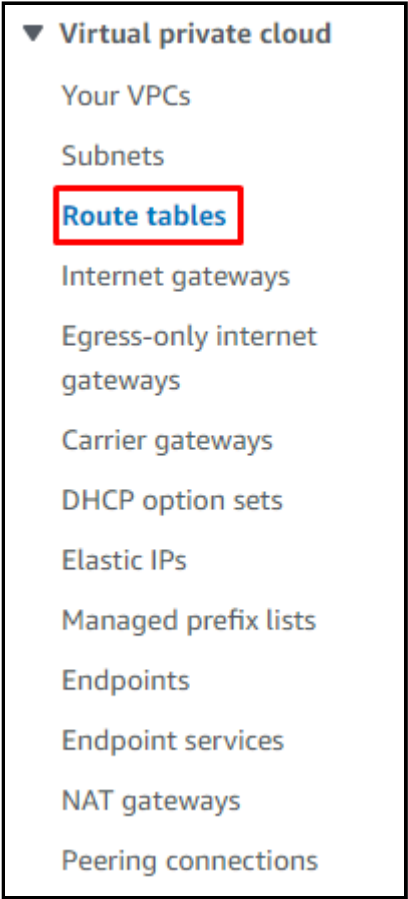 Virtual private cloud
Your VPCs
Subnets
Route tables
Internet gateways
Egress-only internet
gateways
Carrier gateways
DHCP option sets
Elastic IPs
Managed prefix lists
Endpoints
Endpoint services
NAT gateways
Peering connections